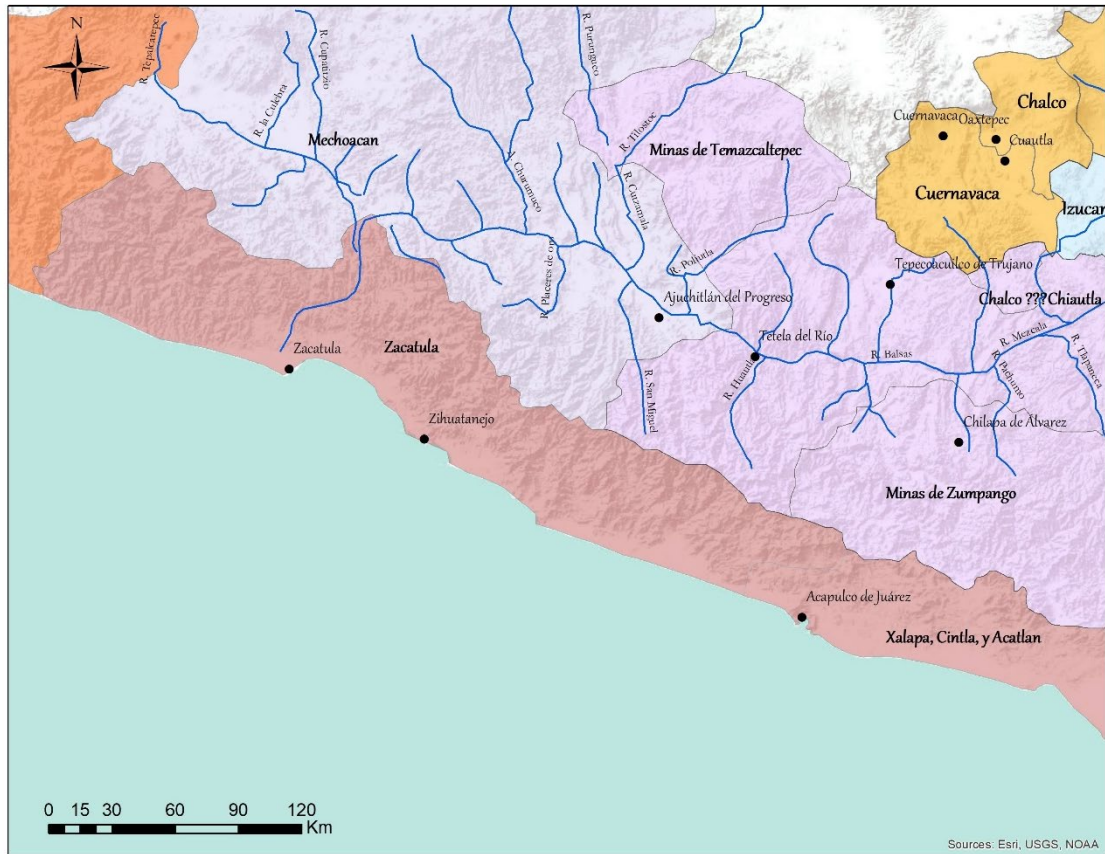 N
R. Tepalcatepec
R. la Culebra
R. Cupatitzio
Mechoacan
R. Churumuco
R. Purungueo
R. Tilostoc
R. Cutzamala
Minas de Temazcaltepec
Cuernavaca
Oaxtepec
Cuautla
Chalco
Cuernavaca
Izucar
R. Placeres de oro
R. Poliutla
Ajuchitlán del Progreso
Tepecoacuilco de Trujano
Chalco ???Chiautla
Tetela del Río
R. Balsas
R. Mezcala
R. Tlapaneca
R. Pachumo
R. Huautla
R. San Miguel
Zacatula
Zacatula
Zihuatanejo
Chilapa de Álvarez
Minas de Zumpango
Acapulco de Juárez
Xalapa, Cintla, y Acatlan
0 15 30 60 90 120
Km
Sources: Esri, USGS, NOAA